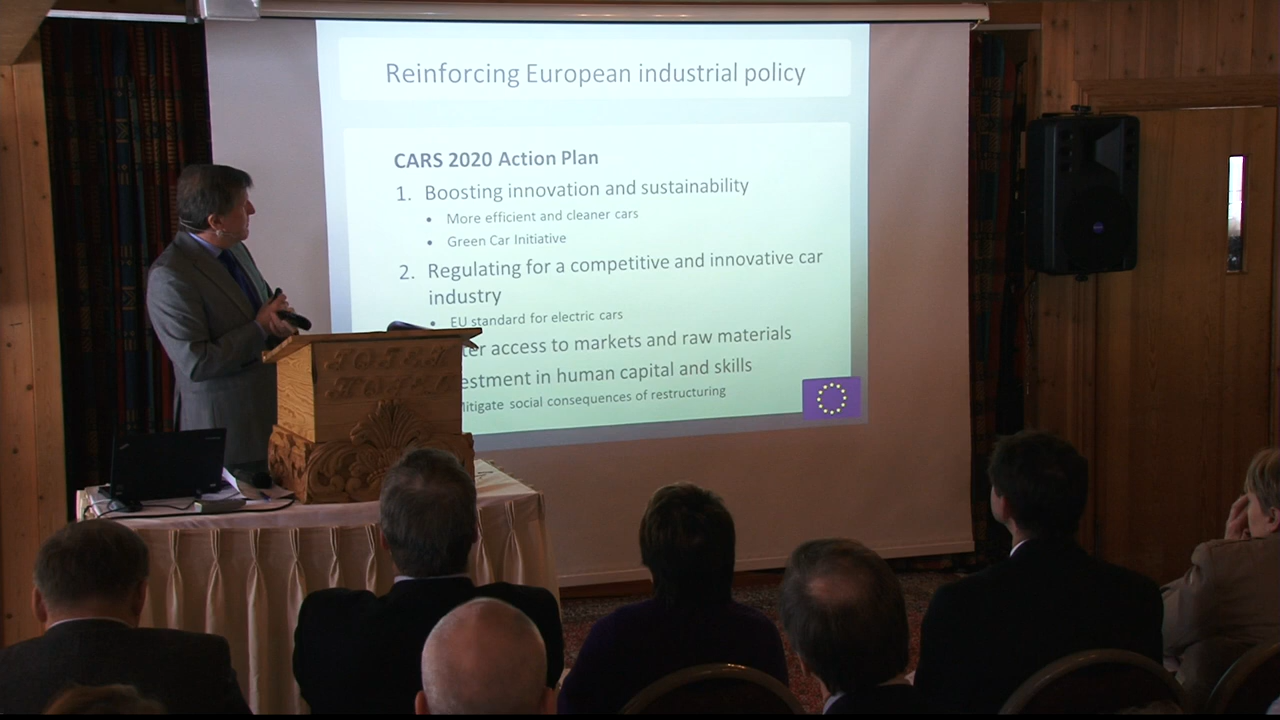 Reinforcing European industrial policy
CARS 2020 Action Plan
1. Boosting innovation and sustainability
• More efficient and cleaner cars
• Green Car Initiative
2. Regulating for a competitive and innovative car
industry
• EU standard for electric cars
access to markets and raw materials
in human capital and skills
social consequences of restructuring